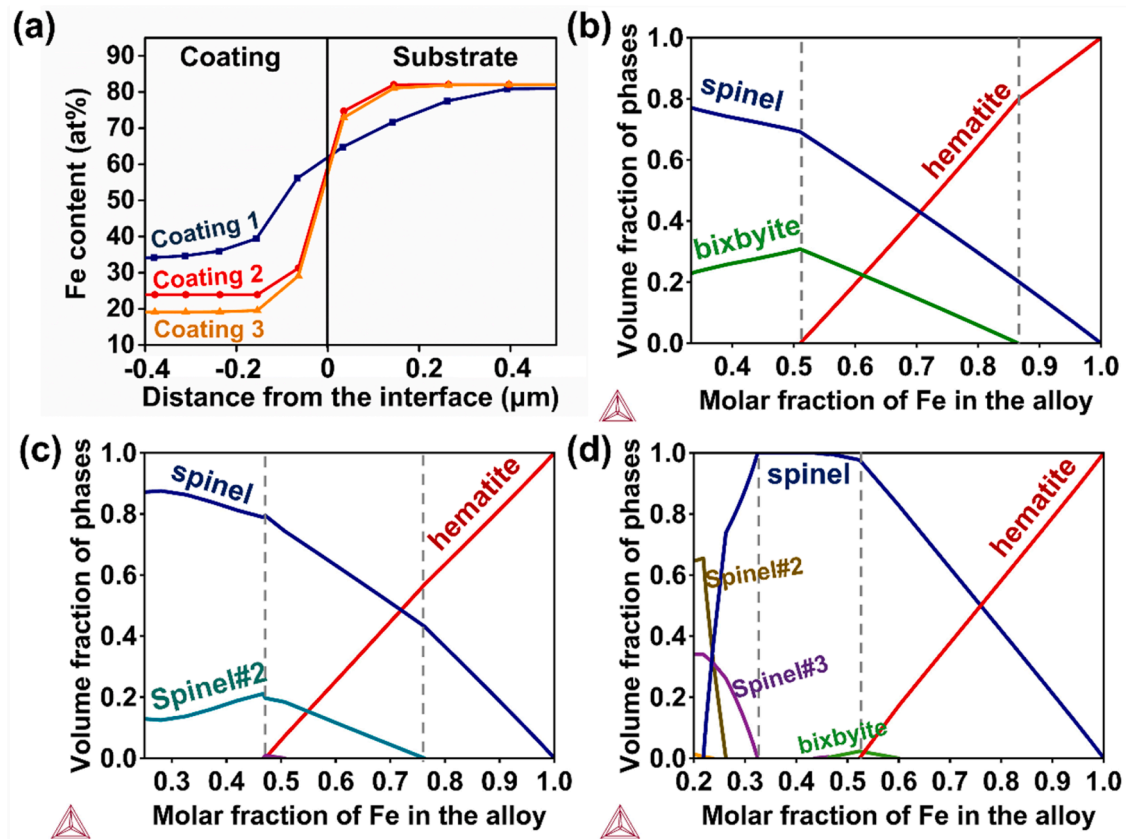 (a)
Coating
Substrate
Fe content (at%)
90
80
70
60
50
40
30
20
10
Coating 1
Coating 2
Coating 3
-0.4
-0.2
0
0.2
0.4
Distance from the interface (μm)
(b)
Volume fraction of phases
1.0
0.8
0.6
0.4
0.2
0.0
spinel
hematite
bixbyite
0.4
0.5
0.6
0.7
0.8
0.9
1.0
Molar fraction of Fe in the alloy
(c)
Volume fraction of phases
1.0
0.8
0.6
0.4
0.2
0.0
spinel
hematite
Spinel#2
0.3
0.4
0.5
0.6
0.7
0.8
0.9
1.0
Molar fraction of Fe in the alloy
(d)
Volume fraction of phases
1.0
0.8
0.6
0.4
0.2
0.0
spinel
hematite
Spinel#2
Spinel#3
bixbyite
0.2
0.3
0.4
0.5
0.6
0.7
0.8
0.9
1.0
Molar fraction of Fe in the alloy